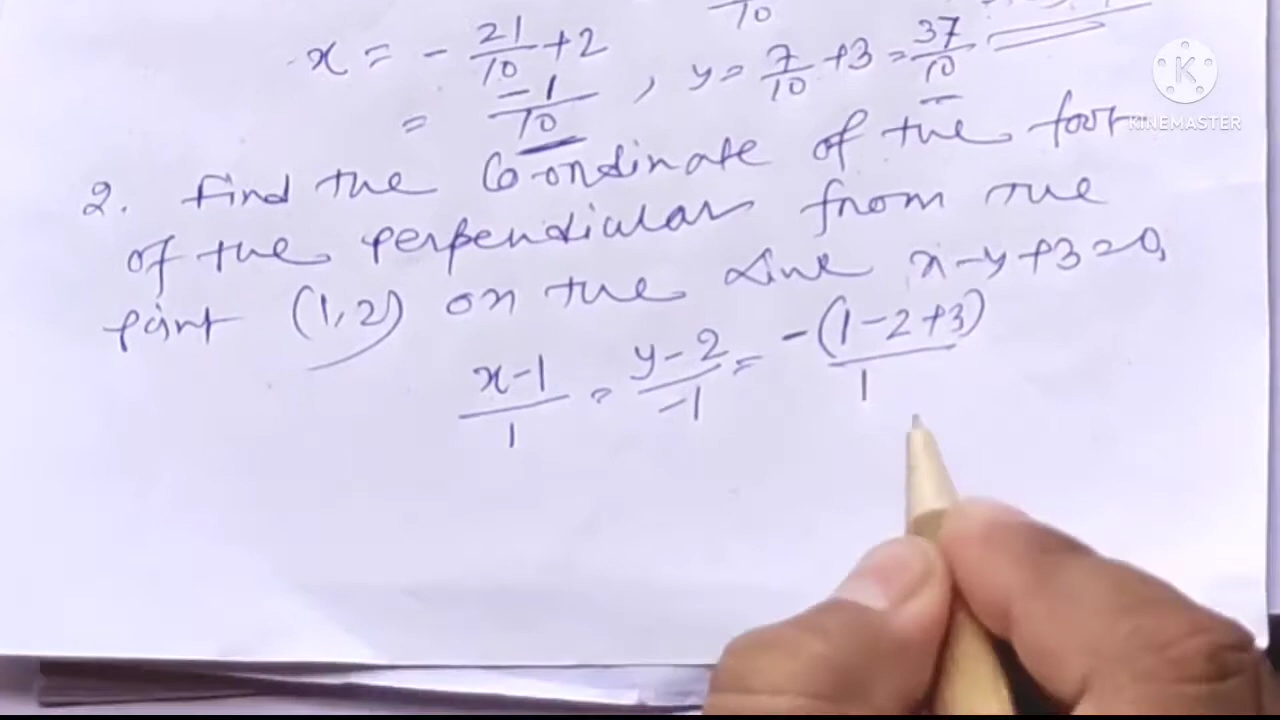 10
x = - 21/10 + 2
= -1/10 , y = 7/10 + 3 = 37/10
KINEMASTER
2. Find the Co-ordinate of the foot
of the perpendicular from the
point (1,2) on the line x-y+3=0,
x-1/1 = y-2/-1 = -(1-2+3)/1